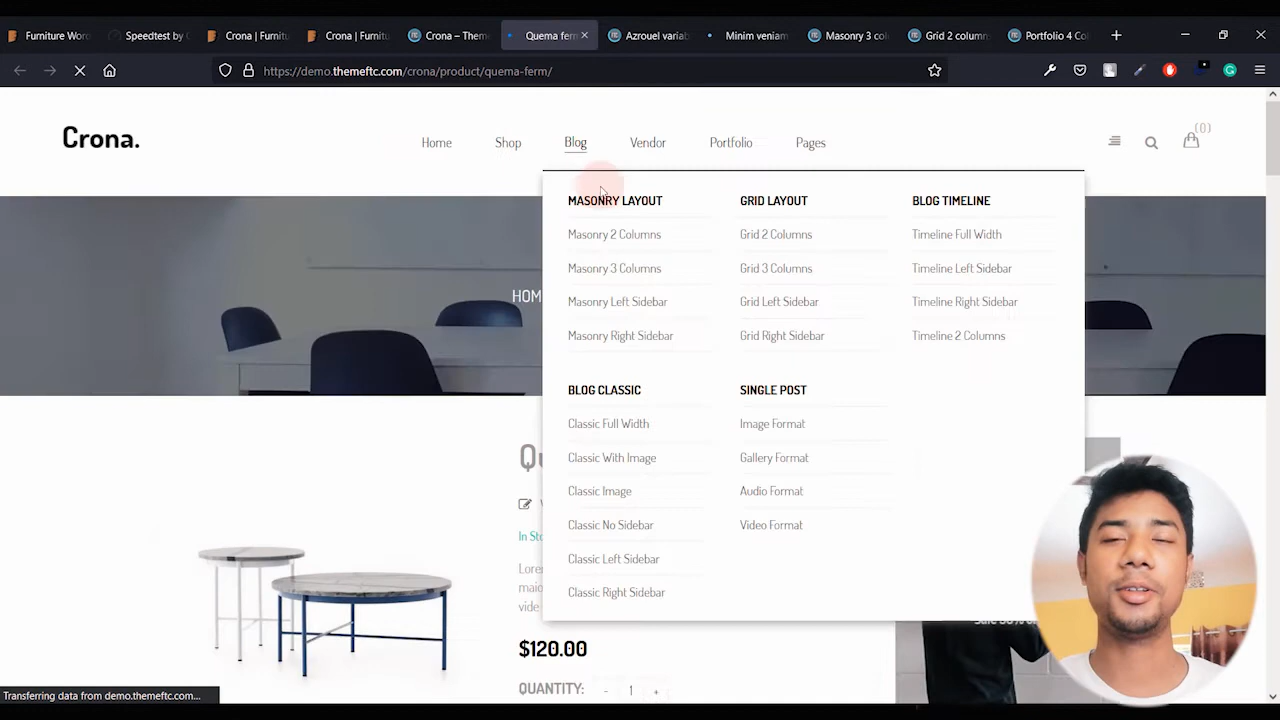 Furniture Wor
Speedtest by
Crona | Furnitu
Crona | Furnitu
Crona – Them
Quema ferm
Azrouel variab
Minim veniam
Masonry 3 col
Grid 2 column
Portfolio 4 Col
https://demo.themeftc.com/crona/product/quema-ferm/
Crona.
Home
Shop
Blog
Vendor
Portfolio
Pages
(0)
MASONRY LAYOUT
GRID LAYOUT
BLOG TIMELINE
Masonry 2 Columns
Grid 2 Columns
Timeline Full Width
Masonry 3 Columns
Grid 3 Columns
Timeline Left Sidebar
HOM
Masonry Left Sidebar
Grid Left Sidebar
Timeline Right Sidebar
Masonry Right Sidebar
Grid Right Sidebar
Timeline 2 Columns
BLOG CLASSIC
SINGLE POST
Classic Full Width
Image Format
Classic With Image
Gallery Format
Classic Image
Audio Format
Classic No Sidebar
Video Format
Classic Left Sidebar
Classic Right Sidebar
In Sto
Lorem
maio
vide
$120.00
QUANTITY:
- 1 +
Transferring data from demo.themeftc.com...